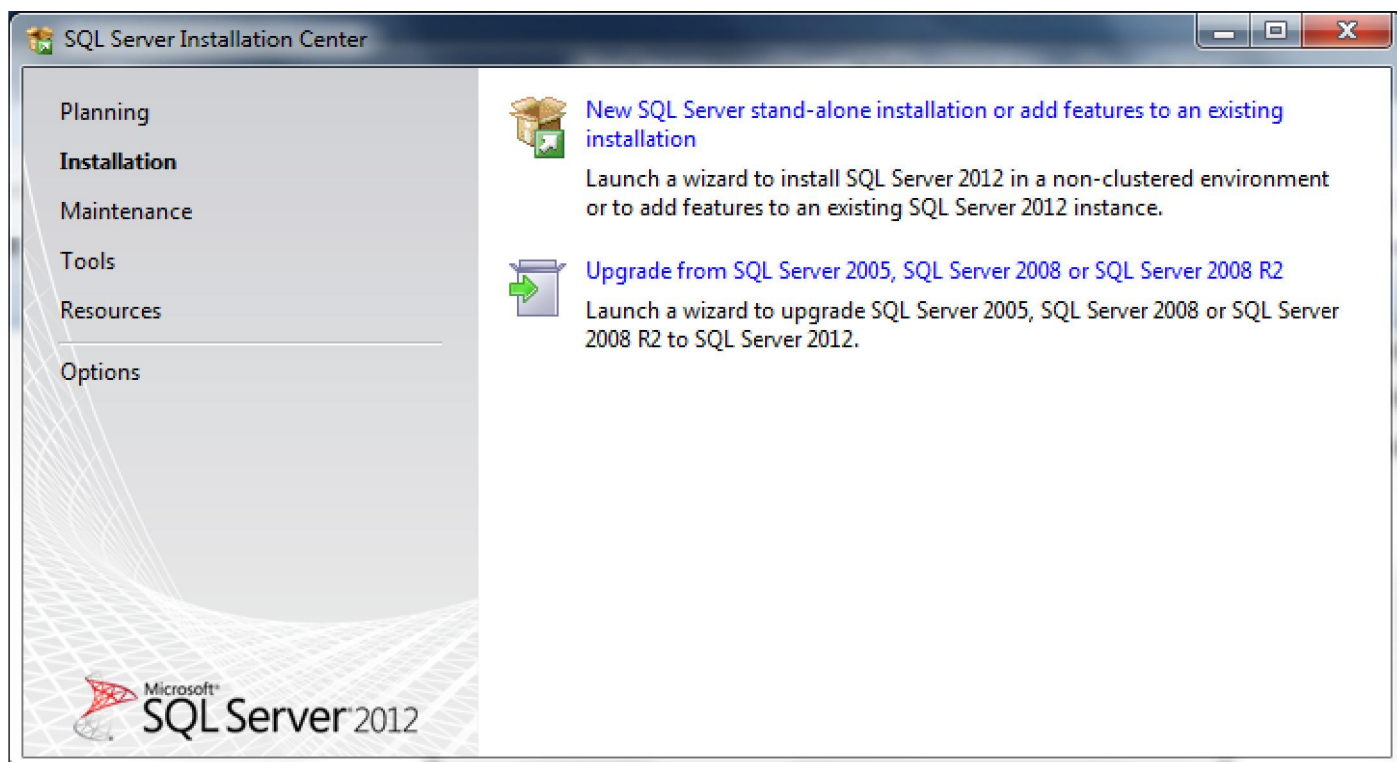 SQL Server Installation Center
Planning
Installation
Maintenance
Tools
Resources
Options
Microsoft®
SQL Server® 2012
New SQL Server stand-alone installation or add features to an existing
installation
Launch a wizard to install SQL Server 2012 in a non-clustered environment
or to add features to an existing SQL Server 2012 instance.
Upgrade from SQL Server 2005, SQL Server 2008 or SQL Server 2008 R2
Launch a wizard to upgrade SQL Server 2005, SQL Server 2008 or SQL Server
2008 R2 to SQL Server 2012.